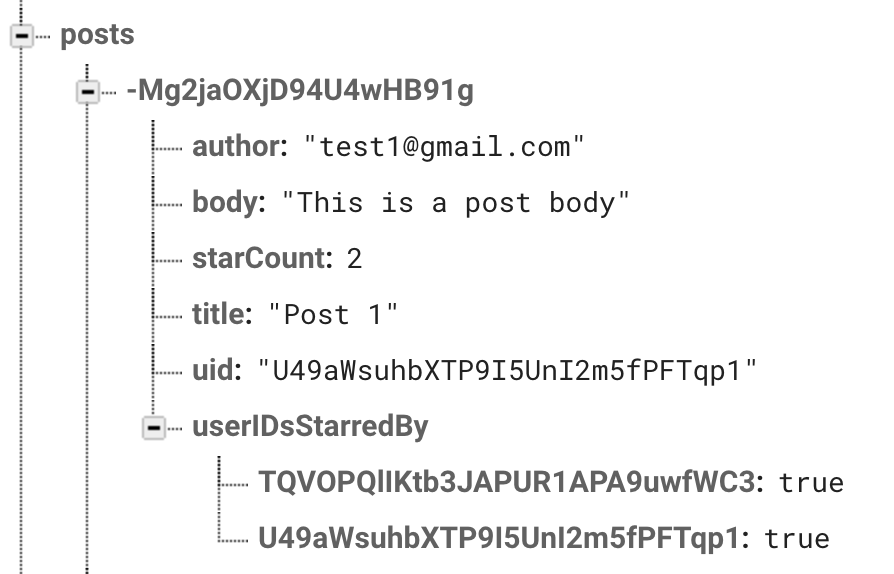 posts
-Mg2jaOXjD94U4wHB91g
author: "test1@gmail.com"
body: "This is a post body"
starCount: 2
title: "Post 1"
uid: "U49aWsuhbXTP9I5UnI2m5fPFTqp1"
userIDsStarredBy
TQVOPQlIKtb3JAPUR1APA9uwfWC3: true
U49aWsuhbXTP9I5UnI2m5fPFTqp1: true